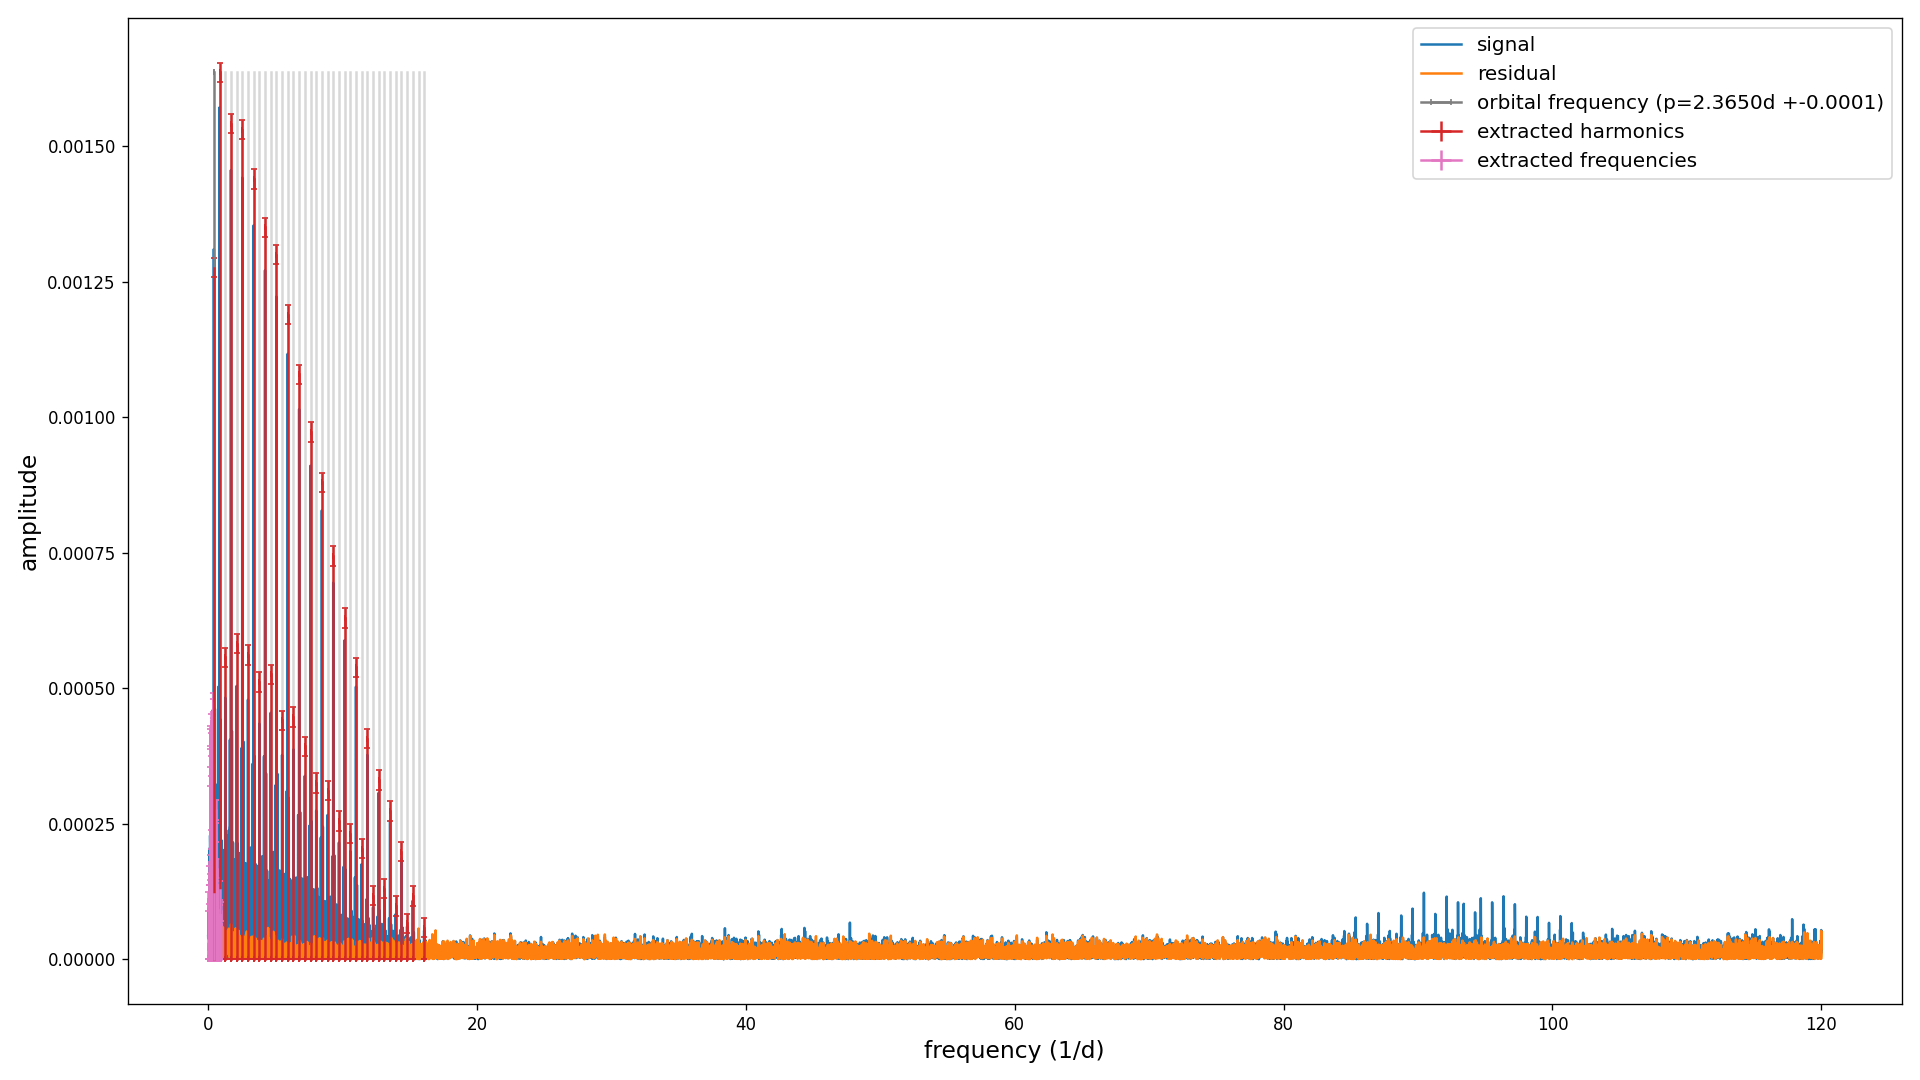 signal
residual
orbital frequency (p=2.3650d +-0.0001)
extracted harmonics
extracted frequencies
amplitude
0.00150
0.00125
0.00100
0.00075
0.00050
0.00025
0.00000
0 20 40 60 80 100 120
frequency (1/d)